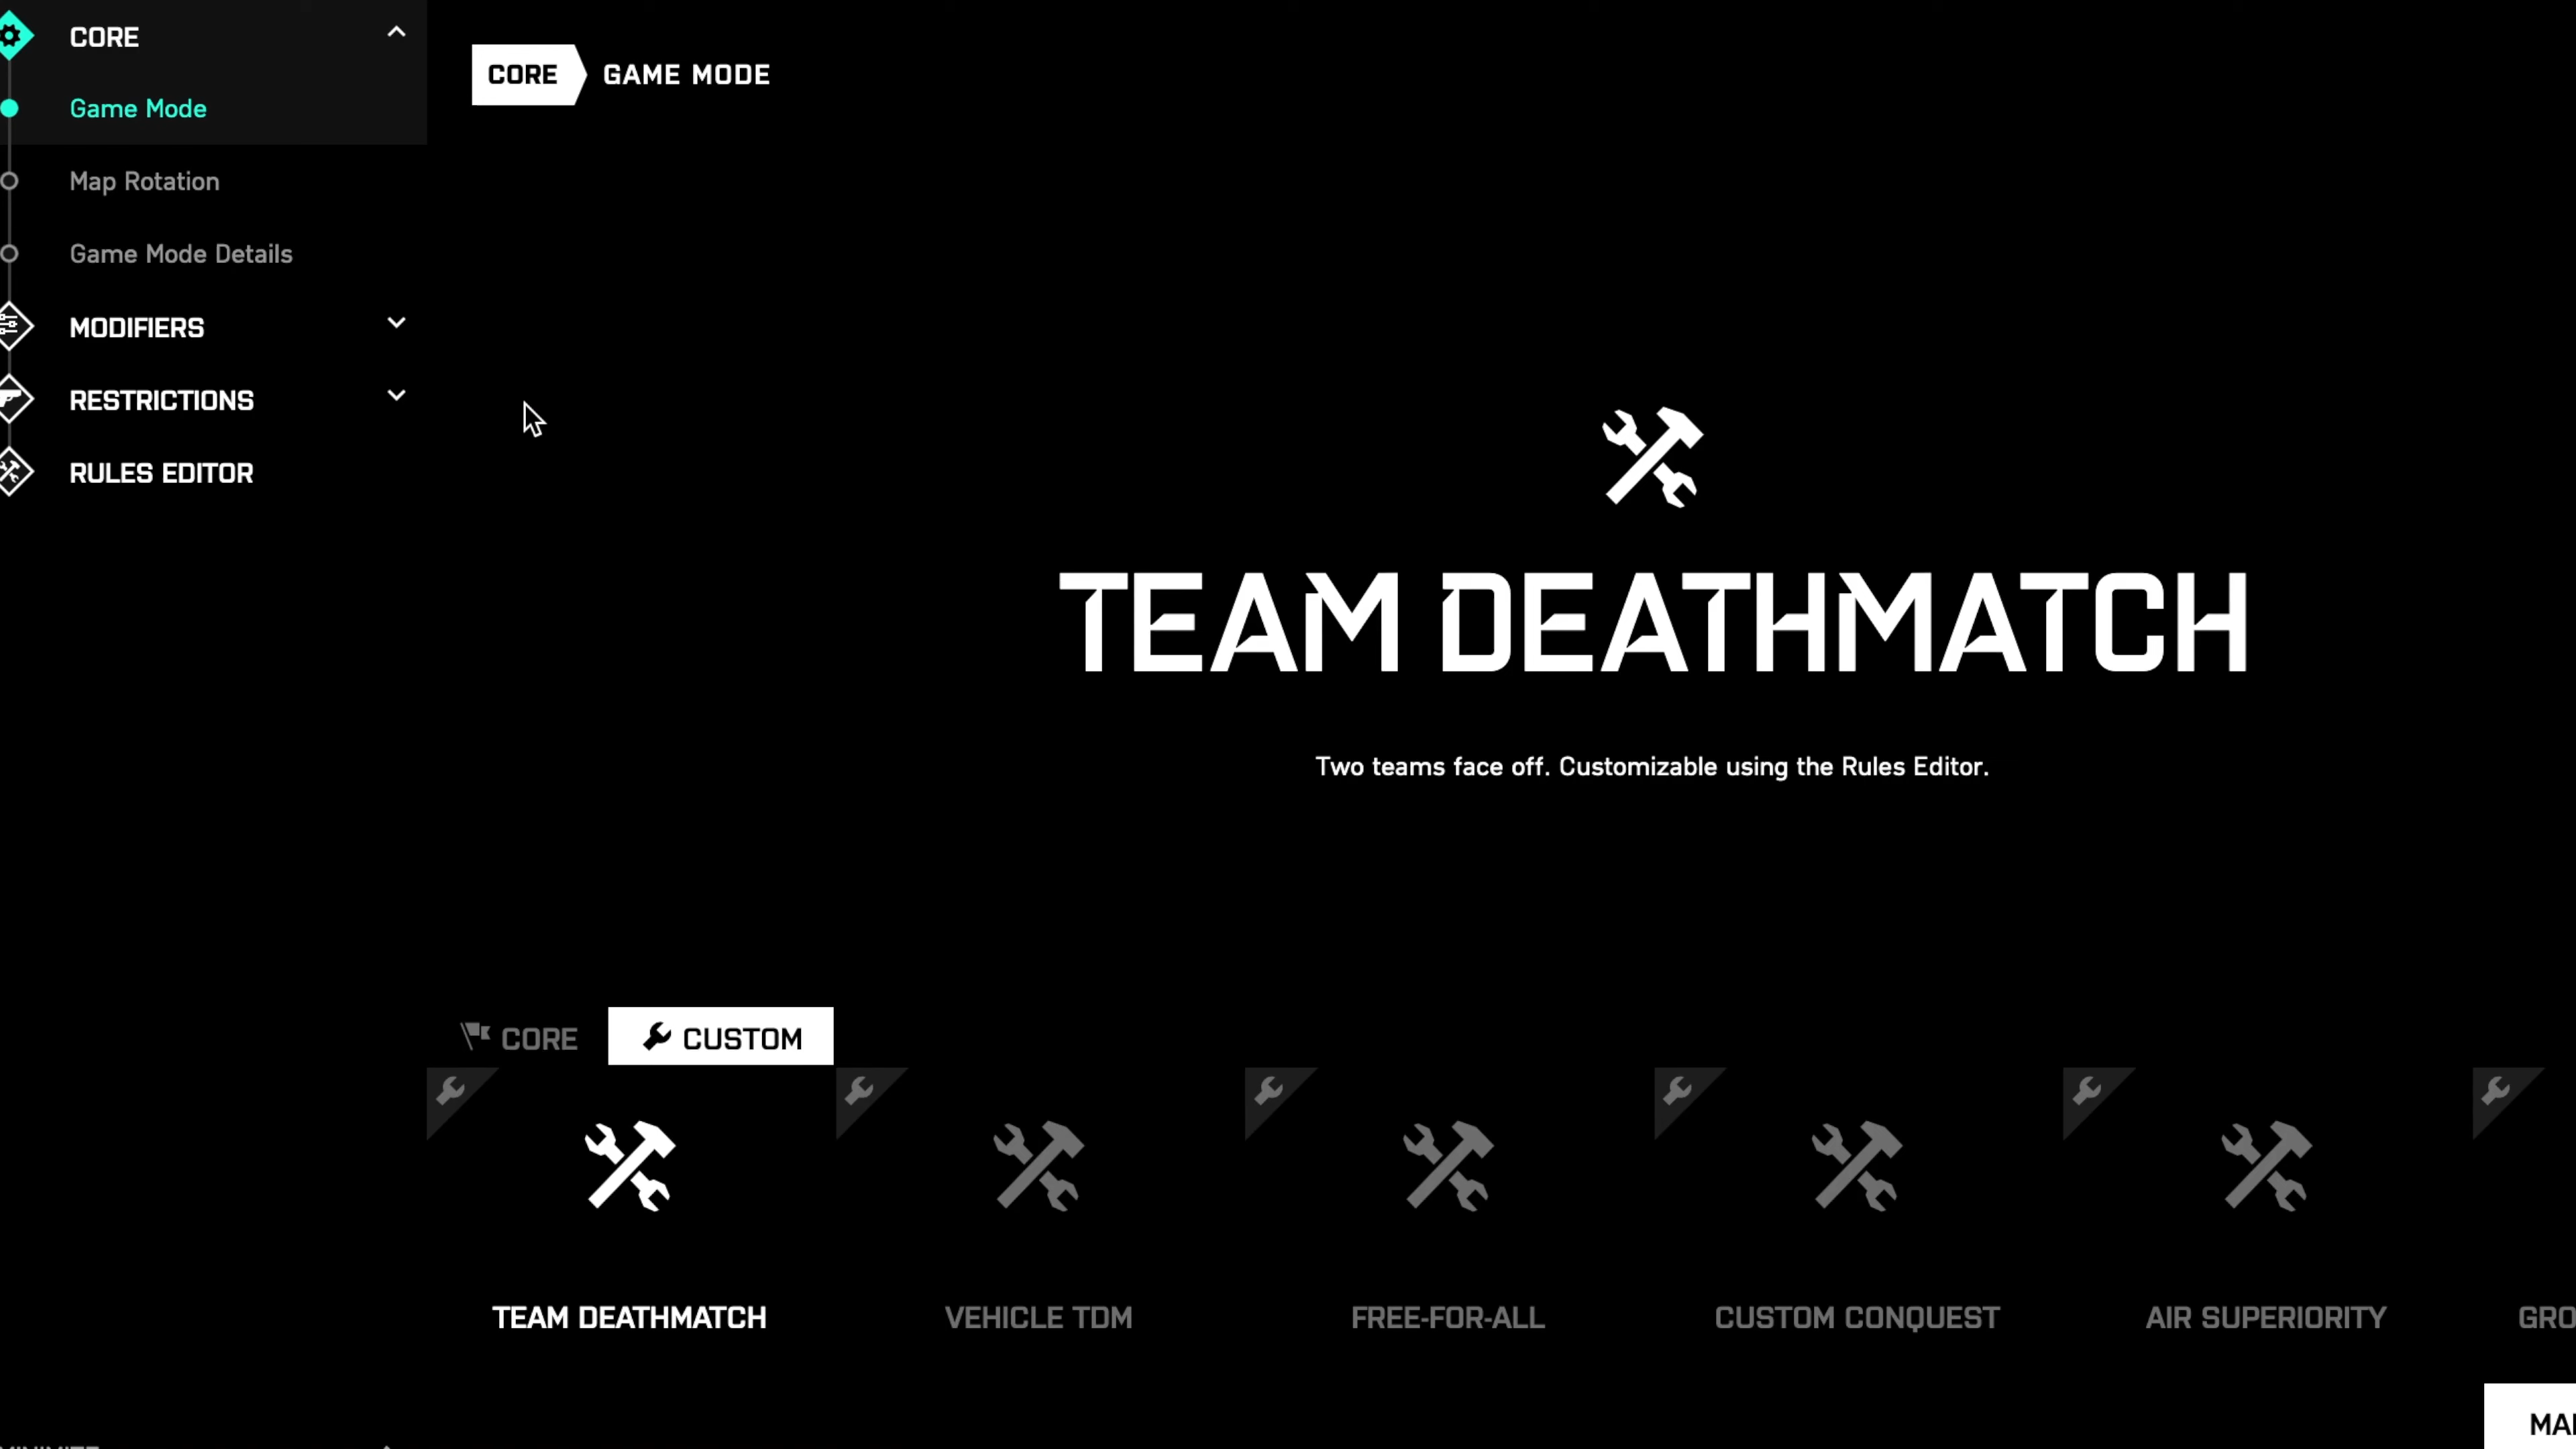 CORE
Game Mode
Map Rotation
Game Mode Details
MODIFIERS
RESTRICTIONS
RULES EDITOR
CORE GAME MODE
TEAM DEATHMATCH
Two teams face off. Customizable using the Rules Editor.
CORE CUSTOM
TEAM DEATHMATCH VEHICLE TDM FREE-FOR-ALL CUSTOM CONQUEST AIR SUPERIORITY